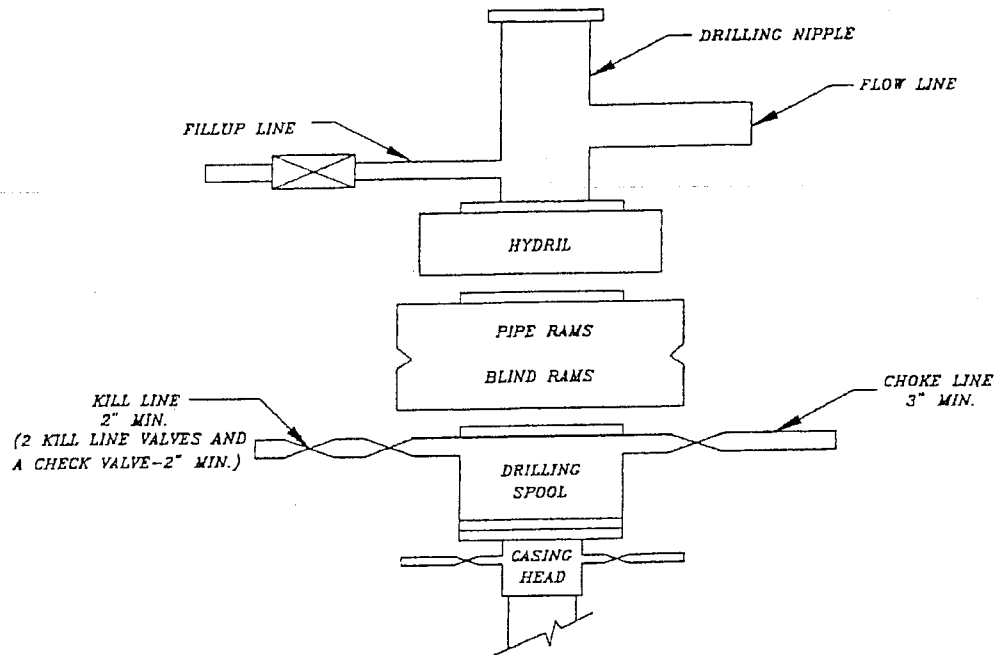 DRILLING NIPPLE
FLOW LINE
FILLUP LINE
HYDRIL
PIPE RAMS
BLIND RAMS
KILL LINE
2" MIN.
(2 KILL LINE VALVES AND
A CHECK VALVE-2" MIN.)
CHOKE LINE
3" MIN.
DRILLING
SPOOL
CASING
HEAD